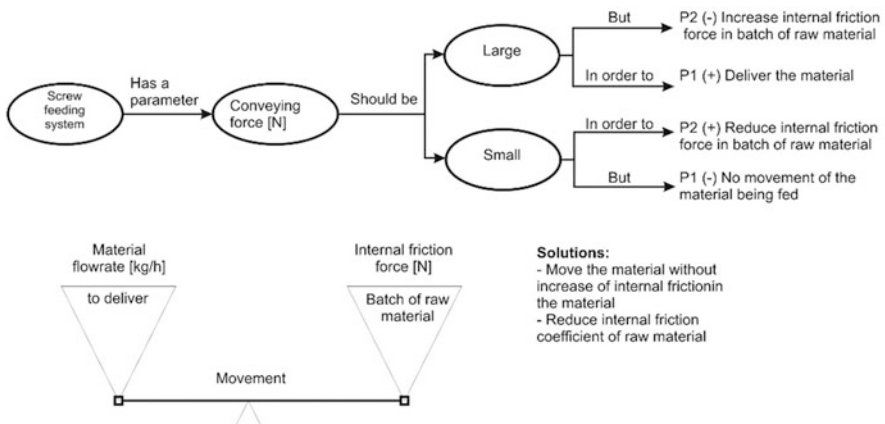 Screw
feeding
system
Has a
parameter
Conveying
force [N]
Should be
Large
But
P2 (-) Increase internal friction
force in batch of raw material
In order to
P1 (+) Deliver the material
Small
In order to
P2 (+) Reduce internal friction
force in batch of raw material
But
P1 (-) No movement of the
material being fed
Material
flowrate [kg/h]
to deliver
Internal friction
force [N]
Batch of raw
material
Movement
Solutions:
- Move the material without
increase of internal frictionin
the material
- Reduce internal friction
coefficient of raw material